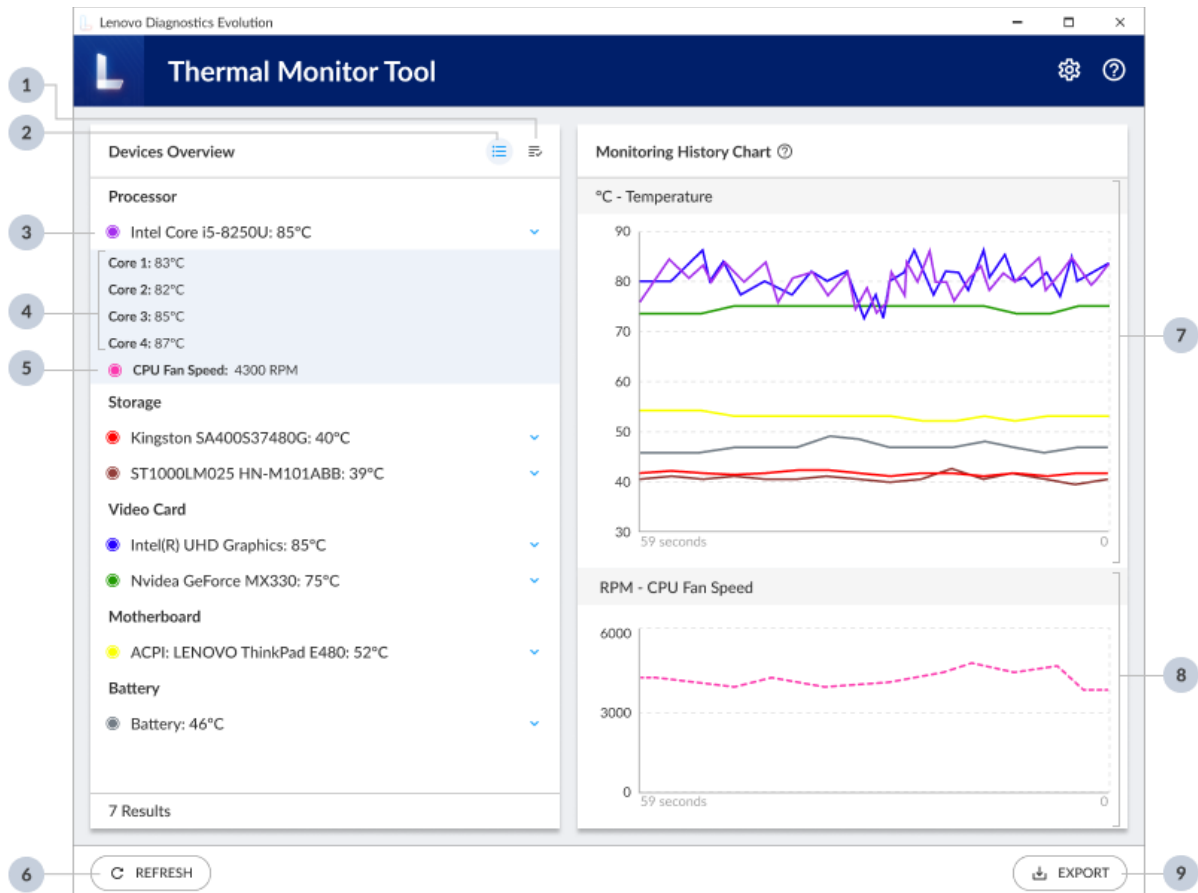 Lenovo Diagnostics Evolution
Thermal Monitor Tool
1
2
Devices Overview
Processor
3
Intel Core i5-8250U: 85°C
Core 1: 83°C
Core 2: 82°C
4
Core 3: 85°C
Core 4: 87°C
5
CPU Fan Speed: 4300 RPM
Storage
Kingston SA400S37480G: 40°C
ST1000LM025 HN-M101ABB: 39°C
Video Card
Intel(R) UHD Graphics: 85°C
Nvidea GeForce MX330: 75°C
Motherboard
ACPI: LENOVO ThinkPad E480: 52°C
Battery
Battery: 46°C
7 Results
6
REFRESH
Monitoring History Chart
°C - Temperature
90
80
70
60
50
40
30
59 seconds
0
7
RPM - CPU Fan Speed
6000
3000
0
59 seconds
0
8
EXPORT
9